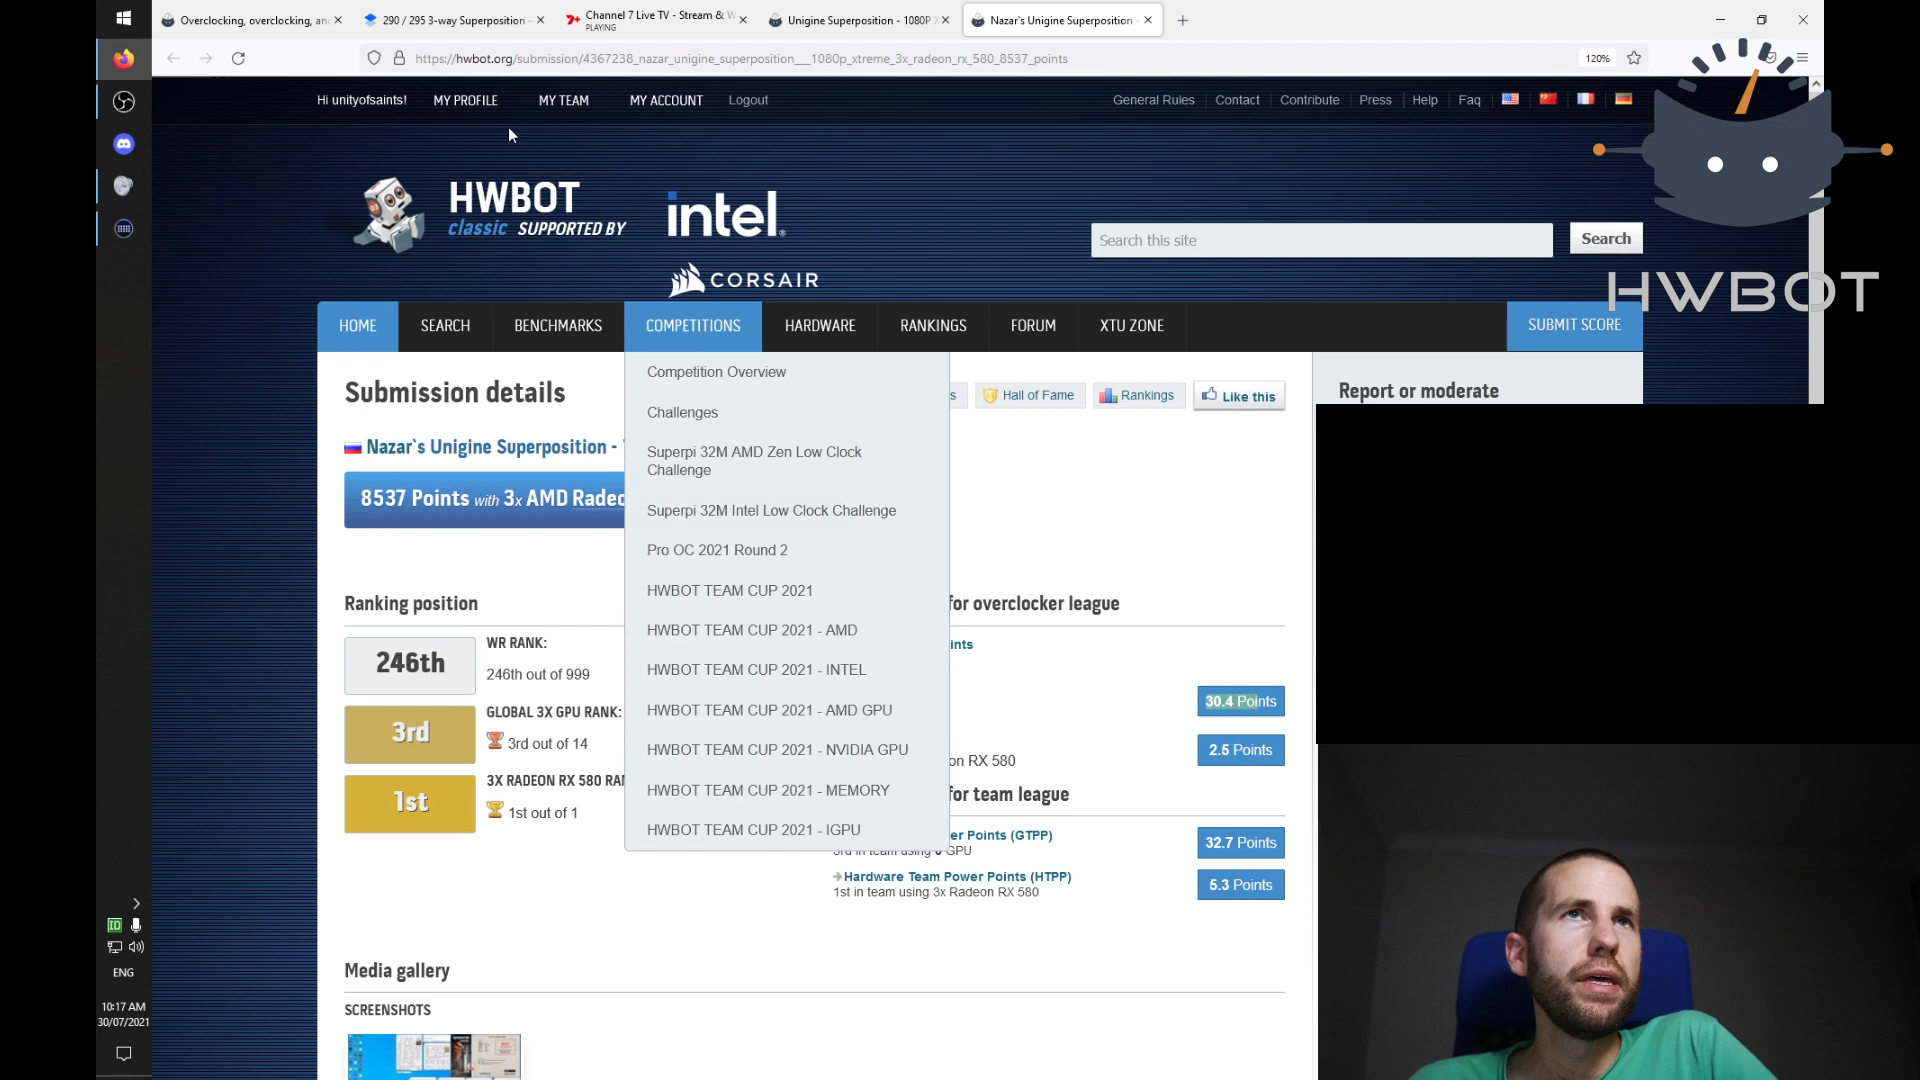 Overclocking, overclocking, an
290 / 295 3-way Superposition -
Channel 7 Live TV - Stream & W
PLAYING
Unigine Superposition - 1080P X
Nazar`s Unigine Superposition -
https://hwbot.org/submission/4367238_nazar_unigine_superposition___1080p_xtreme_3x_radeon_rx_580_8537_points
120%
Hi unityofsaints!
MY PROFILE
MY TEAM
MY ACCOUNT
Logout
General Rules
Contact
Contribute
Press
Help
Faq
HWBOT
classic SUPPORTED BY
intel.
CORSAIR
Search this site
Search
HWBOT
HOME
SEARCH
BENCHMARKS
COMPETITIONS
HARDWARE
RANKINGS
FORUM
XTU ZONE
SUBMIT SCORE
Submission details
s
Hall of Fame
Rankings
Like this
Report or moderate
Nazar`s Unigine Superposition -
8537 Points with 3x AMD Radeo
Competition Overview
Challenges
Superpi 32M AMD Zen Low Clock
Challenge
Superpi 32M Intel Low Clock Challenge
Pro OC 2021 Round 2
HWBOT TEAM CUP 2021
HWBOT TEAM CUP 2021 - AMD
HWBOT TEAM CUP 2021 - INTEL
HWBOT TEAM CUP 2021 - AMD GPU
HWBOT TEAM CUP 2021 - NVIDIA GPU
HWBOT TEAM CUP 2021 - MEMORY
HWBOT TEAM CUP 2021 - IGPU
Ranking position
246th
WR RANK:
246th out of 999
3rd
GLOBAL 3X GPU RANK:
3rd out of 14
1st
3X RADEON RX 580 RAN
1st out of 1
for overclocker league
ints
30.4 Points
on RX 580
2.5 Points
for team league
er Points (GTPP)
3rd in team using GPU
32.7 Points
Hardware Team Power Points (HTPP)
1st in team using 3x Radeon RX 580
5.3 Points
Media gallery
SCREENSHOTS
ENG
10:17 AM
30/07/2021